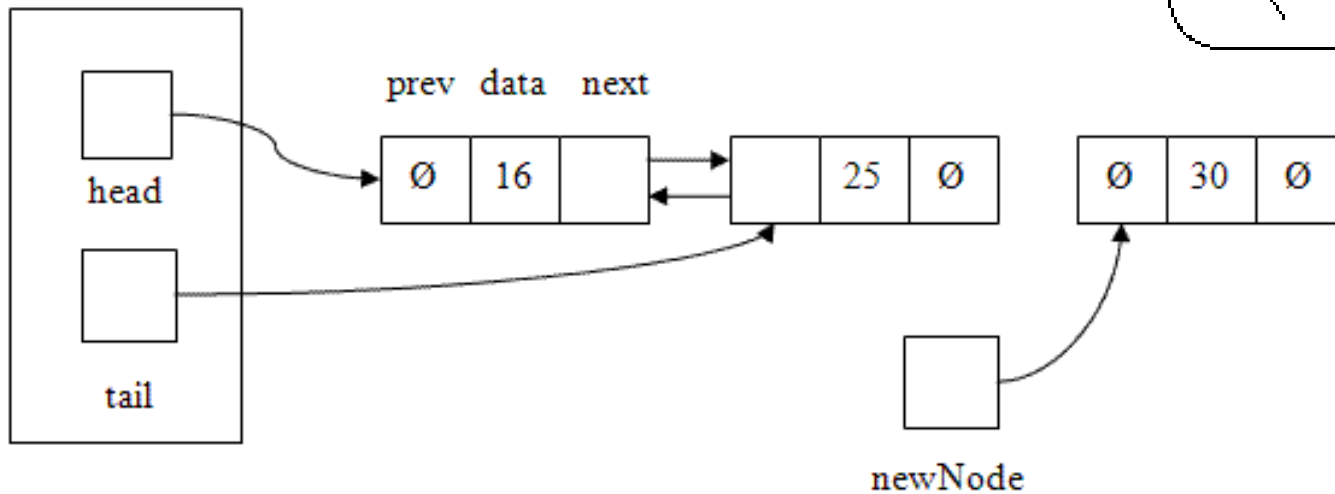 prev data next
head
Ø 16
25 Ø
Ø 30 Ø
tail
newNode